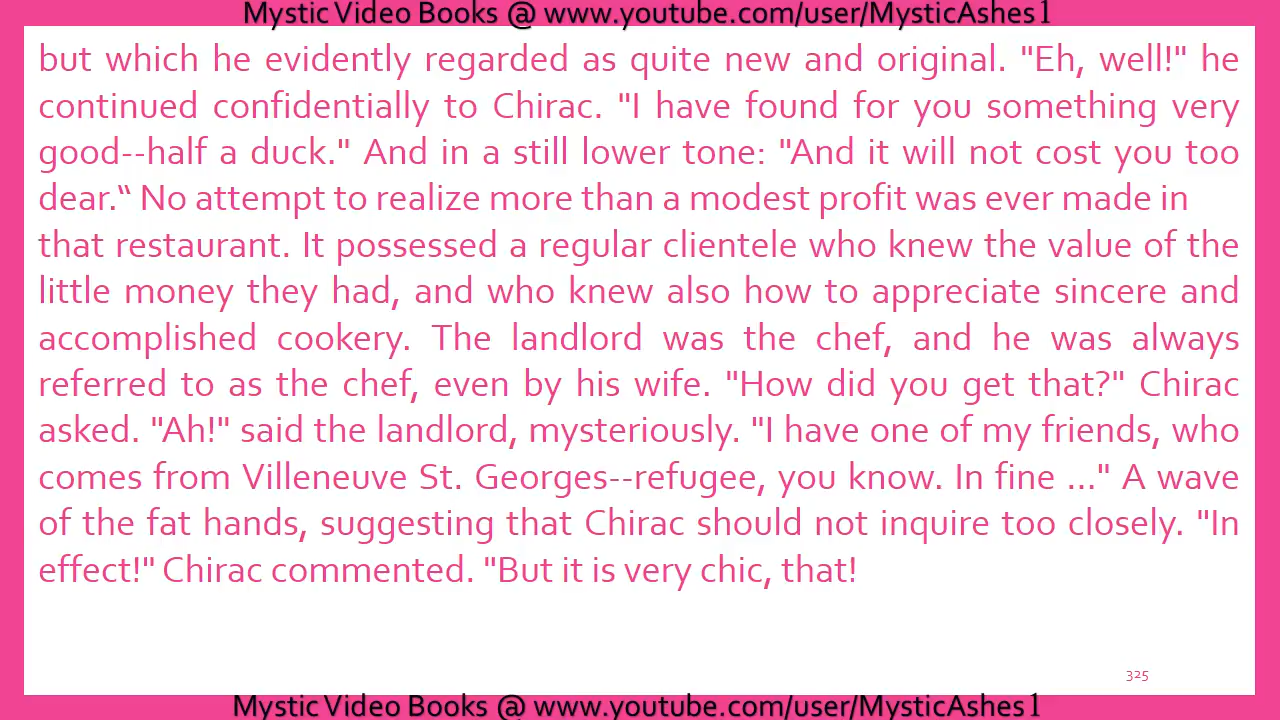 Mystic Video Books @ www.youtube.com/user/MysticAshes1
but which he evidently regarded as quite new and original. "Eh, well!" he
continued confidentially to Chirac. "I have found for you something very
good--half a duck." And in a still lower tone: "And it will not cost you too
dear.“ No attempt to realize more than a modest profit was ever made in
that restaurant. It possessed a regular clientele who knew the value of the
little money they had, and who knew also how to appreciate sincere and
accomplished cookery. The landlord was the chef, and he was always
referred to as the chef, even by his wife. "How did you get that?" Chirac
asked. "Ah!" said the landlord, mysteriously. "I have one of my friends, who
comes from Villeneuve St. Georges--refugee, you know. In fine ..." A wave
of the fat hands, suggesting that Chirac should not inquire too closely. "In
effect!" Chirac commented. "But it is very chic, that!
325
Mystic Video Books @ www.youtube.com/user/MysticAshes1